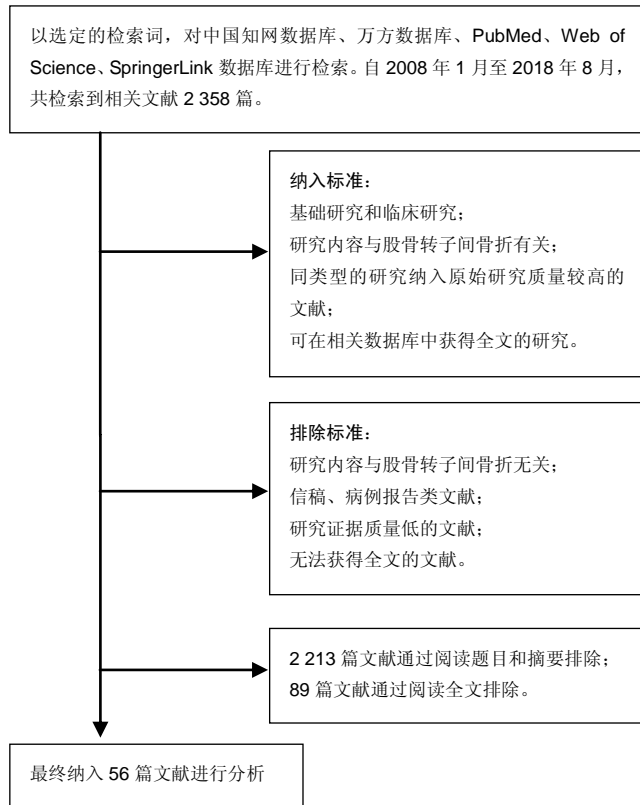 以选定的检索词，对中国知网数据库、万方数据库、PubMed、Web of
Science、SpringerLink 数据库进行检索。自 2008 年 1 月至 2018 年 8 月，
共检索到相关文献 2 358 篇。
纳入标准：
基础研究和临床研究；
研究内容与股骨转子间骨折有关；
同类型的研究纳入原始研究质量较高的
文献；
可在相关数据库中获得全文的研究。
排除标准：
研究内容与股骨转子间骨折无关；
信稿、病例报告类文献；
研究证据质量低的文献；
无法获得全文的文献。
2 213 篇文献通过阅读题目和摘要排除；
89 篇文献通过阅读全文排除。
最终纳入 56 篇文献进行分析